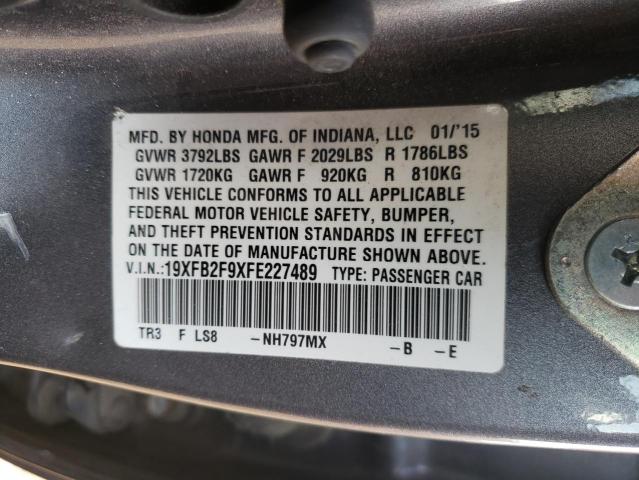 MFD. BY HONDA MFG. OF INDIANA, LLC 01/'15
GVWR 3792LBS GAWR F 2029LBS R 1786LBS
GVWR 1720KG GAWR F 920KG R 810KG
THIS VEHICLE CONFORMS TO ALL APPLICABLE
FEDERAL MOTOR VEHICLE SAFETY, BUMPER,
AND THEFT PREVENTION STANDARDS IN EFFECT
ON THE DATE OF MANUFACTURE SHOWN ABOVE.
V.I.N.:19XFB2F9XFE227489 TYPE: PASSENGER CAR
TR3 F LS8 -NH797MX -B -E